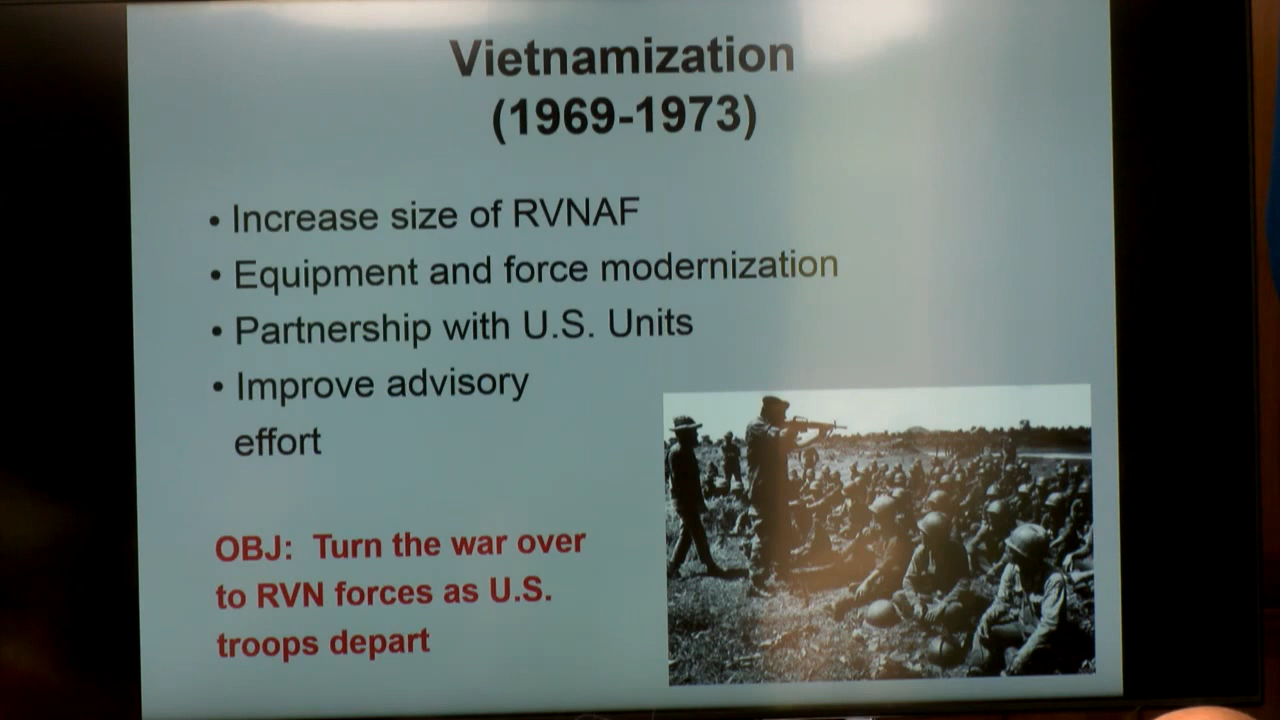 Vietnamization
(1969-1973)
• Increase size of RVNAF
• Equipment and force modernization
• Partnership with U.S. Units
• Improve advisory
effort
OBJ: Turn the war over
to RVN forces as U.S.
troops depart